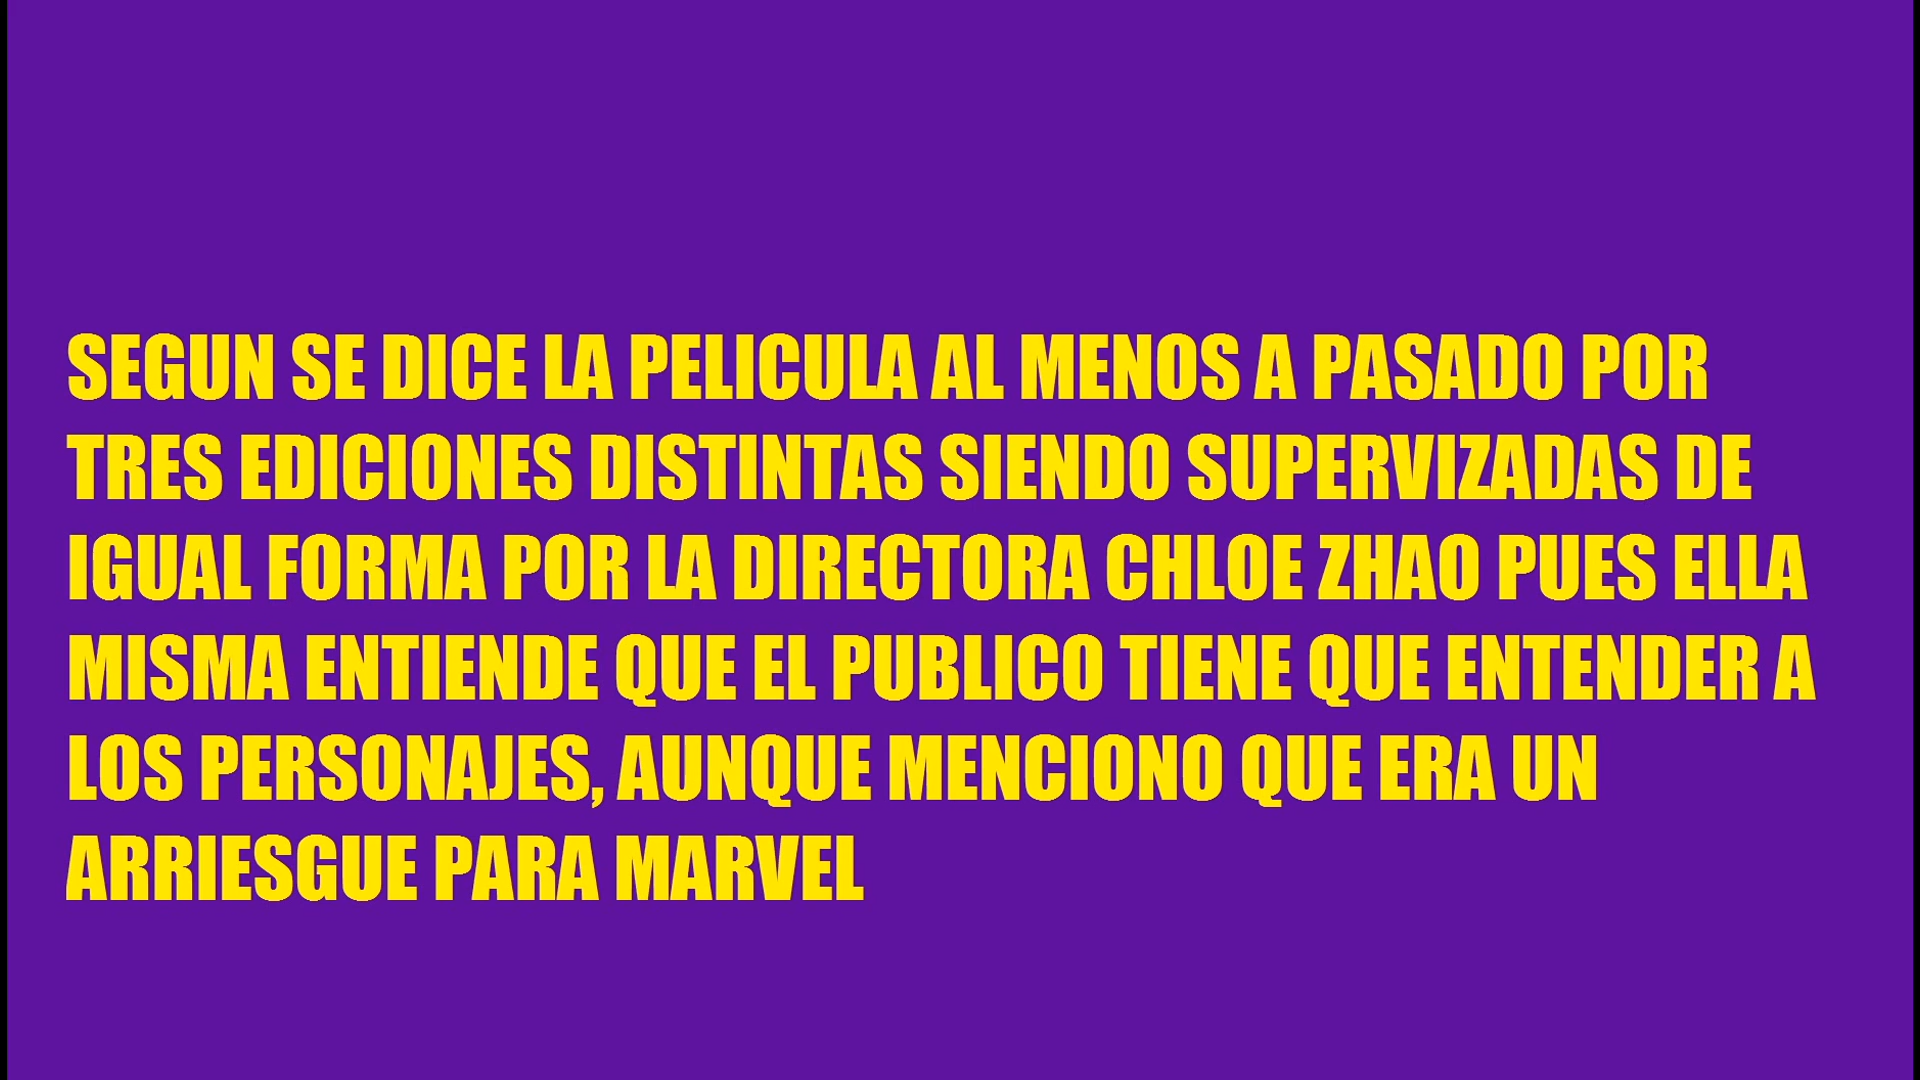 SEGUN SE DICE LA PELICULA AL MENOS A PASADO POR
TRES EDICIONES DISTINTAS SIENDO SUPERVIZADAS DE
IGUAL FORMA POR LA DIRECTORA CHLOE ZHAO PUES ELLA
MISMA ENTIENDE QUE EL PUBLICO TIENE QUE ENTENDER A
LOS PERSONAJES, AUNQUE MENCIONO QUE ERA UN
ARRIESGUE PARA MARVEL